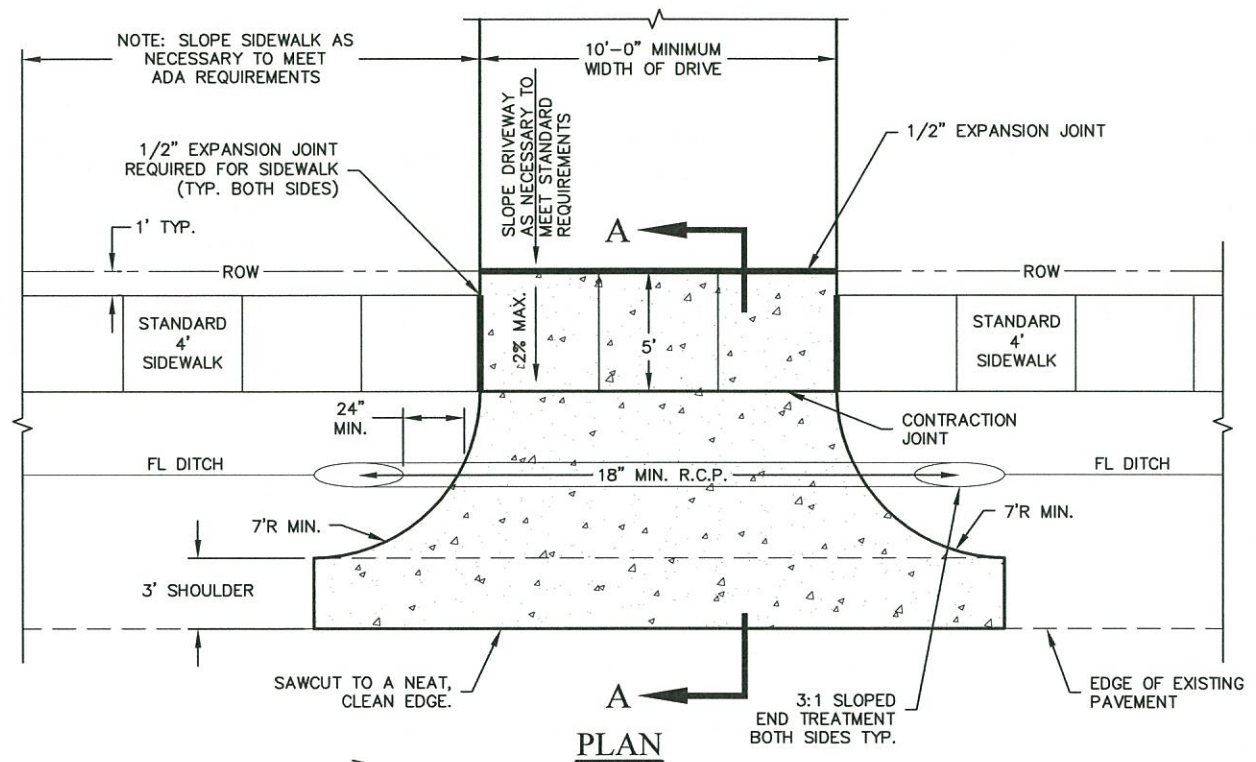 NOTE: SLOPE SIDEWALK AS
NECESSARY TO MEET
ADA REQUIREMENTS
10'-0" MINIMUM
WIDTH OF DRIVE
SLOPE DRIVEWAY
AS NECESSARY TO
MEET STANDARD
REQUIREMENTS
1/2" EXPANSION JOINT
1/2" EXPANSION JOINT
REQUIRED FOR SIDEWALK
(TYP. BOTH SIDES)
1' TYP.
A
ROW
ROW
STANDARD
4'
SIDEWALK
2% MAX.
5'
STANDARD
4'
SIDEWALK
24"
MIN.
CONTRACTION
JOINT
FL DITCH
18" MIN. R.C.P.
FL DITCH
7'R MIN.
7'R MIN.
3' SHOULDER
SAWCUT TO A NEAT,
CLEAN EDGE.
A
3:1 SLOPED
END TREATMENT
BOTH SIDES TYP.
EDGE OF EXISTING
PAVEMENT
PLAN